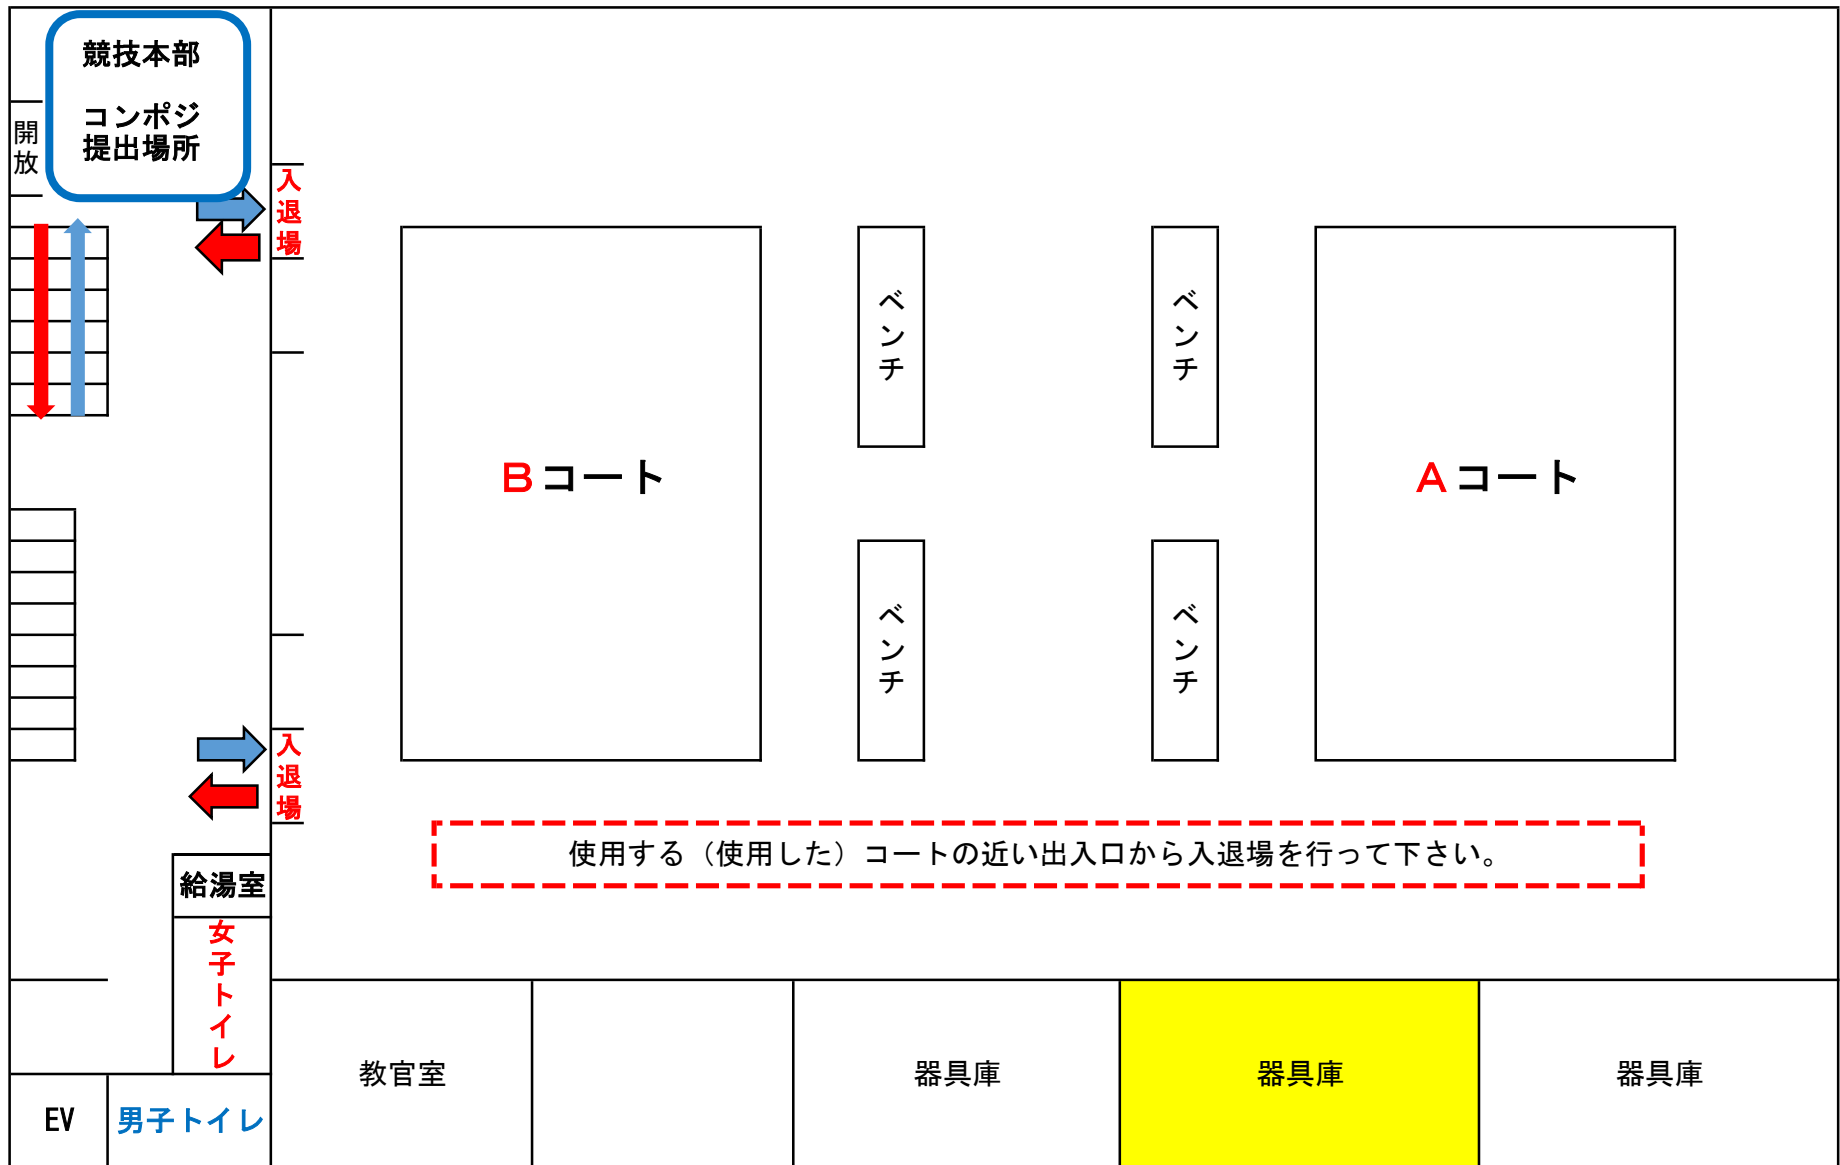 競技本部
コンポジ
提出場所
開放
入退場
ベンチ
ベンチ
Bコート
Aコート
ベンチ
ベンチ
入退場
使用する（使用した）コートの近い出入口から入退場を行って下さい。
給湯室
女子トイレ
教官室
器具庫
器具庫
器具庫
EV
男子トイレ